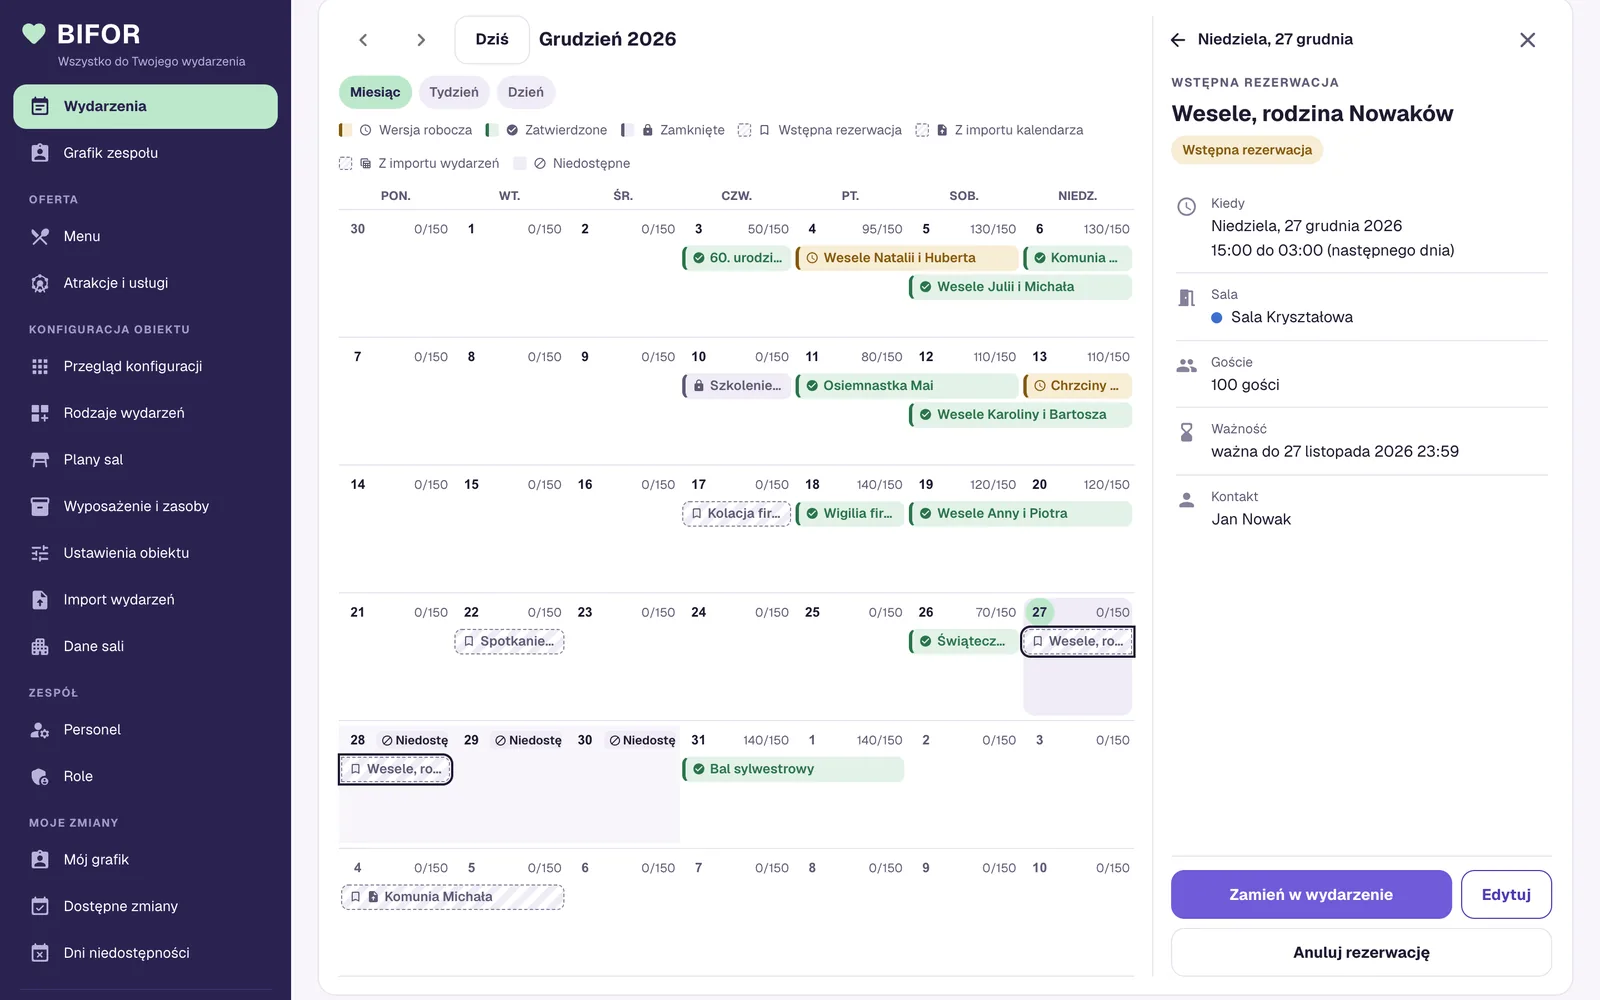 BIFOR
Wszystko do Twojego wydarzenia
Wydarzenia
Grafik zespołu
OFERTA
Menu
Atrakcje i usługi
KONFIGURACJA OBIEKTU
Przegląd konfiguracji
Rodzaje wydarzeń
Plany sal
Wyposażenie i zasoby
Ustawienia obiektu
Import wydarzeń
Dane sali
ZESPÓŁ
Personel
Role
MOJE ZMIANY
Mój grafik
Dostępne zmiany
Dni niedostępności
Dziś
Grudzień 2026
Miesiąc Tydzień Dzień
Wersja robocza Zatwierdzone Zamknięte Wstępna rezerwacja Z importu kalendarza
Z importu wydarzeń Niedostępne
PON. WT. ŚR. CZW. PT. SOB. NIEDZ.
30 0/150 1 0/150 2 0/150 3 50/150 4 95/150 5 130/150 6 130/150
60. urodzi... Wesele Natalii i Huberta Komunia ...
Wesele Julii i Michała
7 0/150 8 0/150 9 0/150 10 0/150 11 80/150 12 110/150 13 110/150
Szkolenie... Osiemnastka Mai Chrzciny ...
Wesele Karoliny i Bartosza
14 0/150 15 0/150 16 0/150 17 0/150 18 140/150 19 120/150 20 120/150
Kolacja fir... Wigilia fir... Wesele Anny i Piotra
21 0/150 22 0/150 23 0/150 24 0/150 25 0/150 26 70/150 27 0/150
Spotkanie... Świątecz... Wesele, ro...
28 Niedostę 29 Niedostę 30 Niedostę 31 140/150 1 140/150 2 0/150 3 0/150
Wesele, ro... Bal sylwestrowy
4 0/150 5 0/150 6 0/150 7 0/150 8 0/150 9 0/150 10 0/150
Komunia Michała
Niedziela, 27 grudnia
WSTĘPNA REZERWACJA
Wesele, rodzina Nowaków
Wstępna rezerwacja
Kiedy
Niedziela, 27 grudnia 2026
15:00 do 03:00 (następnego dnia)
Sala
Sala Kryształowa
Goście
100 gości
Ważność
ważna do 27 listopada 2026 23:59
Kontakt
Jan Nowak
Zamień w wydarzenie
Edytuj
Anuluj rezerwację